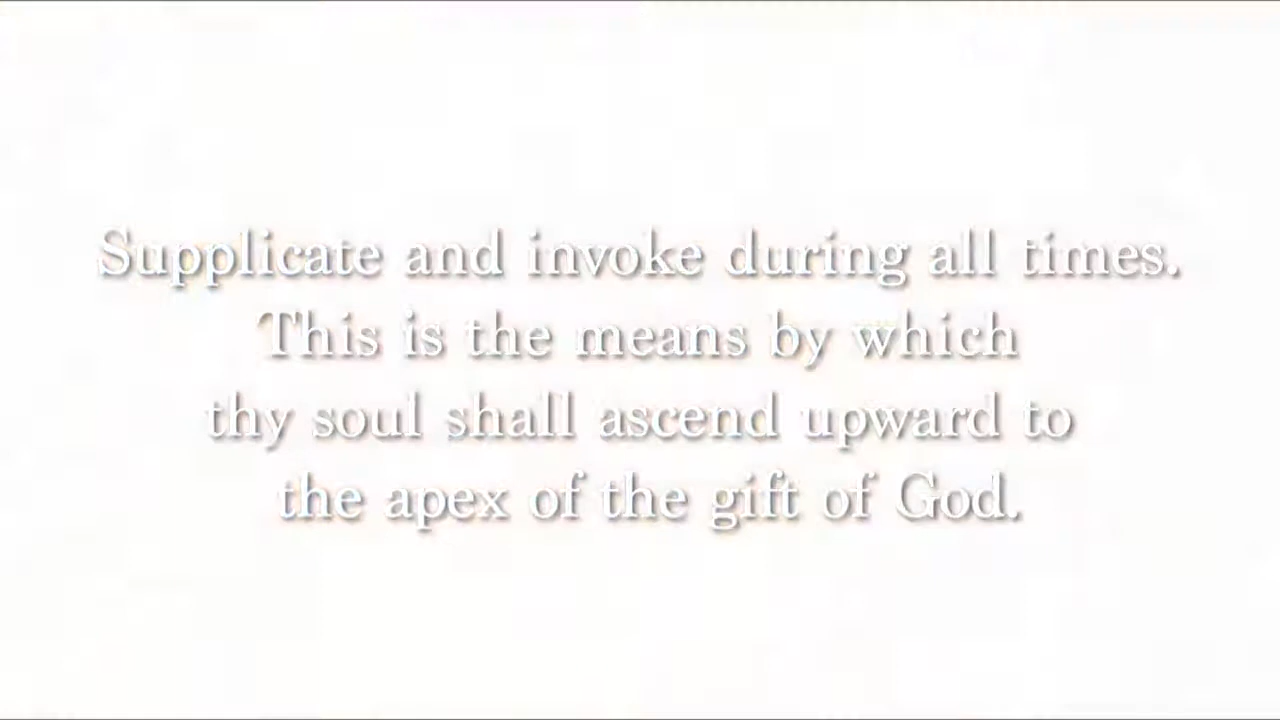 Supplicate and invoke during all times.
This is the means by which
thy soul shall ascend upward to
the apex of the gift of God.